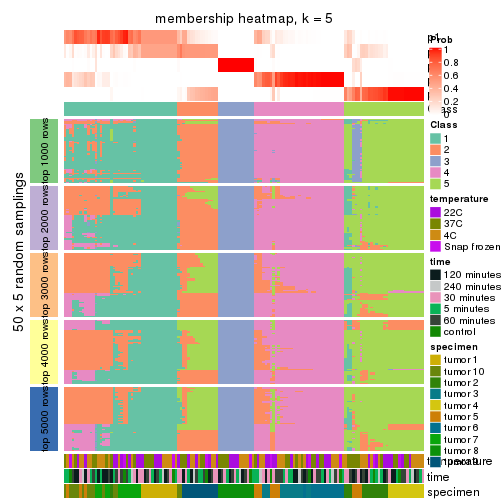 membership heatmap, k = 5
50 x 5 random samplings
top 1000 rows
top 2000 rows
top 3000 rows
top 4000 rows
top 5000 rows
p1
Prob
1
0.8
0.6
0.4
0.2
0
Class
Class
1
2
3
4
5
temperature
22C
37C
4C
Snap frozen
time
120 minutes
240 minutes
30 minutes
5 minutes
60 minutes
control
specimen
tumor 1
tumor 10
tumor 2
tumor 3
tumor 4
tumor 5
tumor 6
tumor 7
tumor 8
temperature
time
specimen